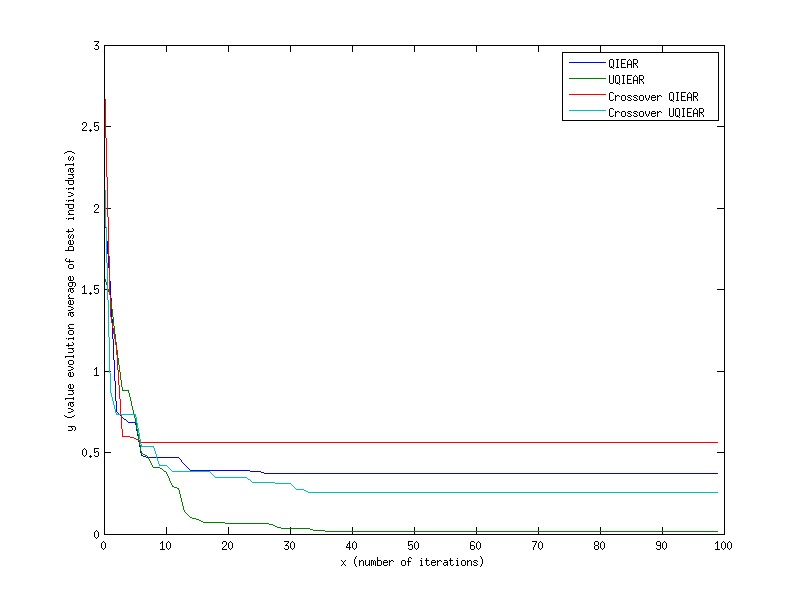 3
2.5
2
1.5
1
0.5
0
y (value evolution average of best individuals)
QIEAR
UQIEAR
Crossover QIEAR
Crossover UQIEAR
0 10 20 30 40 50 60 70 80 90 100
x (number of iterations)